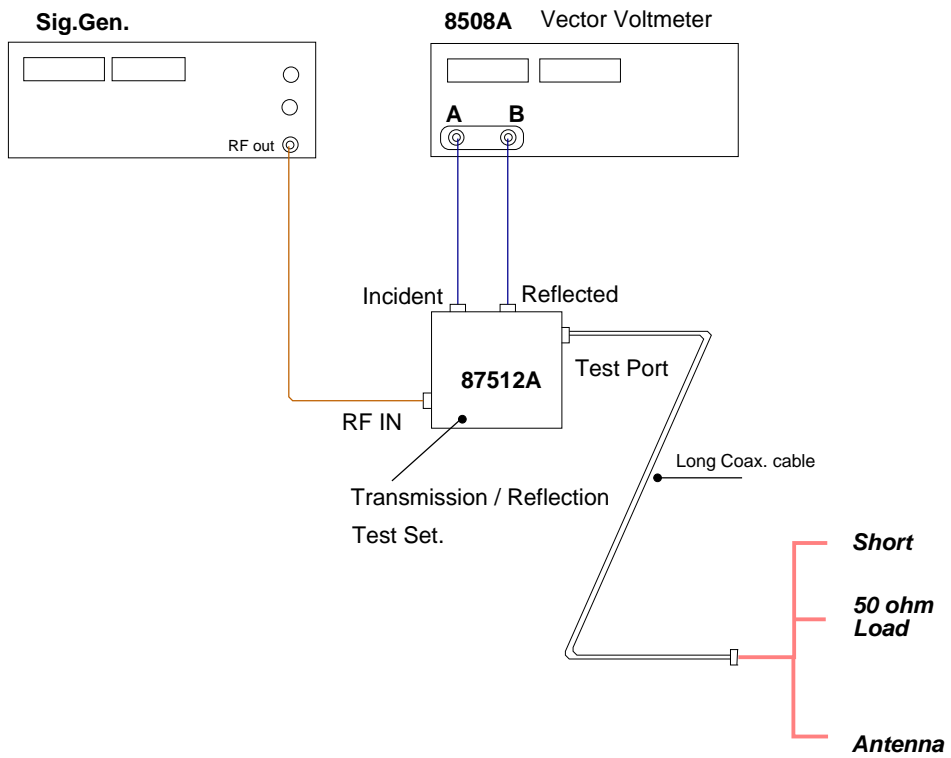 Sig.Gen.
8508A Vector Voltmeter
A B
RF out
Incident
Reflected
Test Port
87512A
RF IN
Long Coax. cable
Transmission / Reflection
Test Set.
Short
50 ohm
Load
Antenna